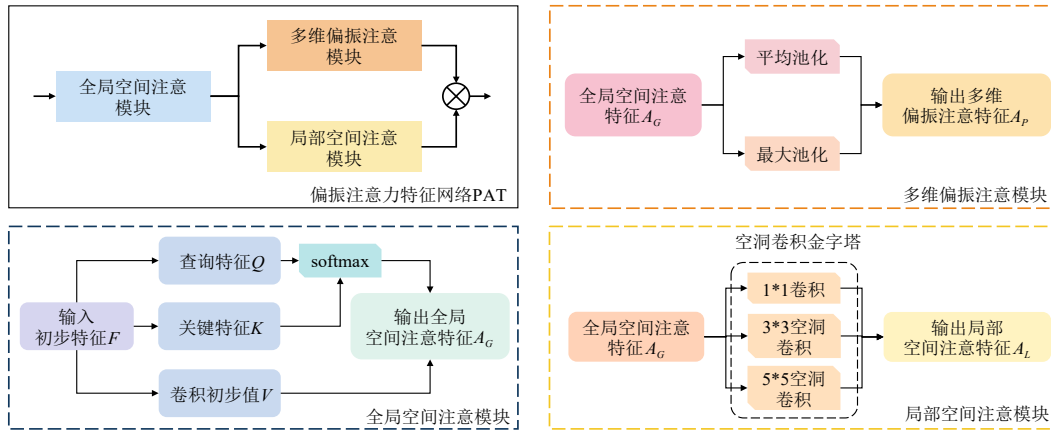 全局空间注意
模块
多维偏振注意
模块
局部空间注意
模块
偏振注意力特征网络PAT
全局空间注意
特征A_G
平均池化
最大池化
输出多维
偏振注意特征A_P
多维偏振注意模块
输入
初步特征F
查询特征Q
关键特征K
卷积初步值V
softmax
输出全局
空间注意特征A_G
全局空间注意模块
空洞卷积金字塔
全局空间注意
特征A_G
1*1卷积
3*3空洞
卷积
5*5空洞
卷积
输出局部
空间注意特征A_L
局部空间注意模块